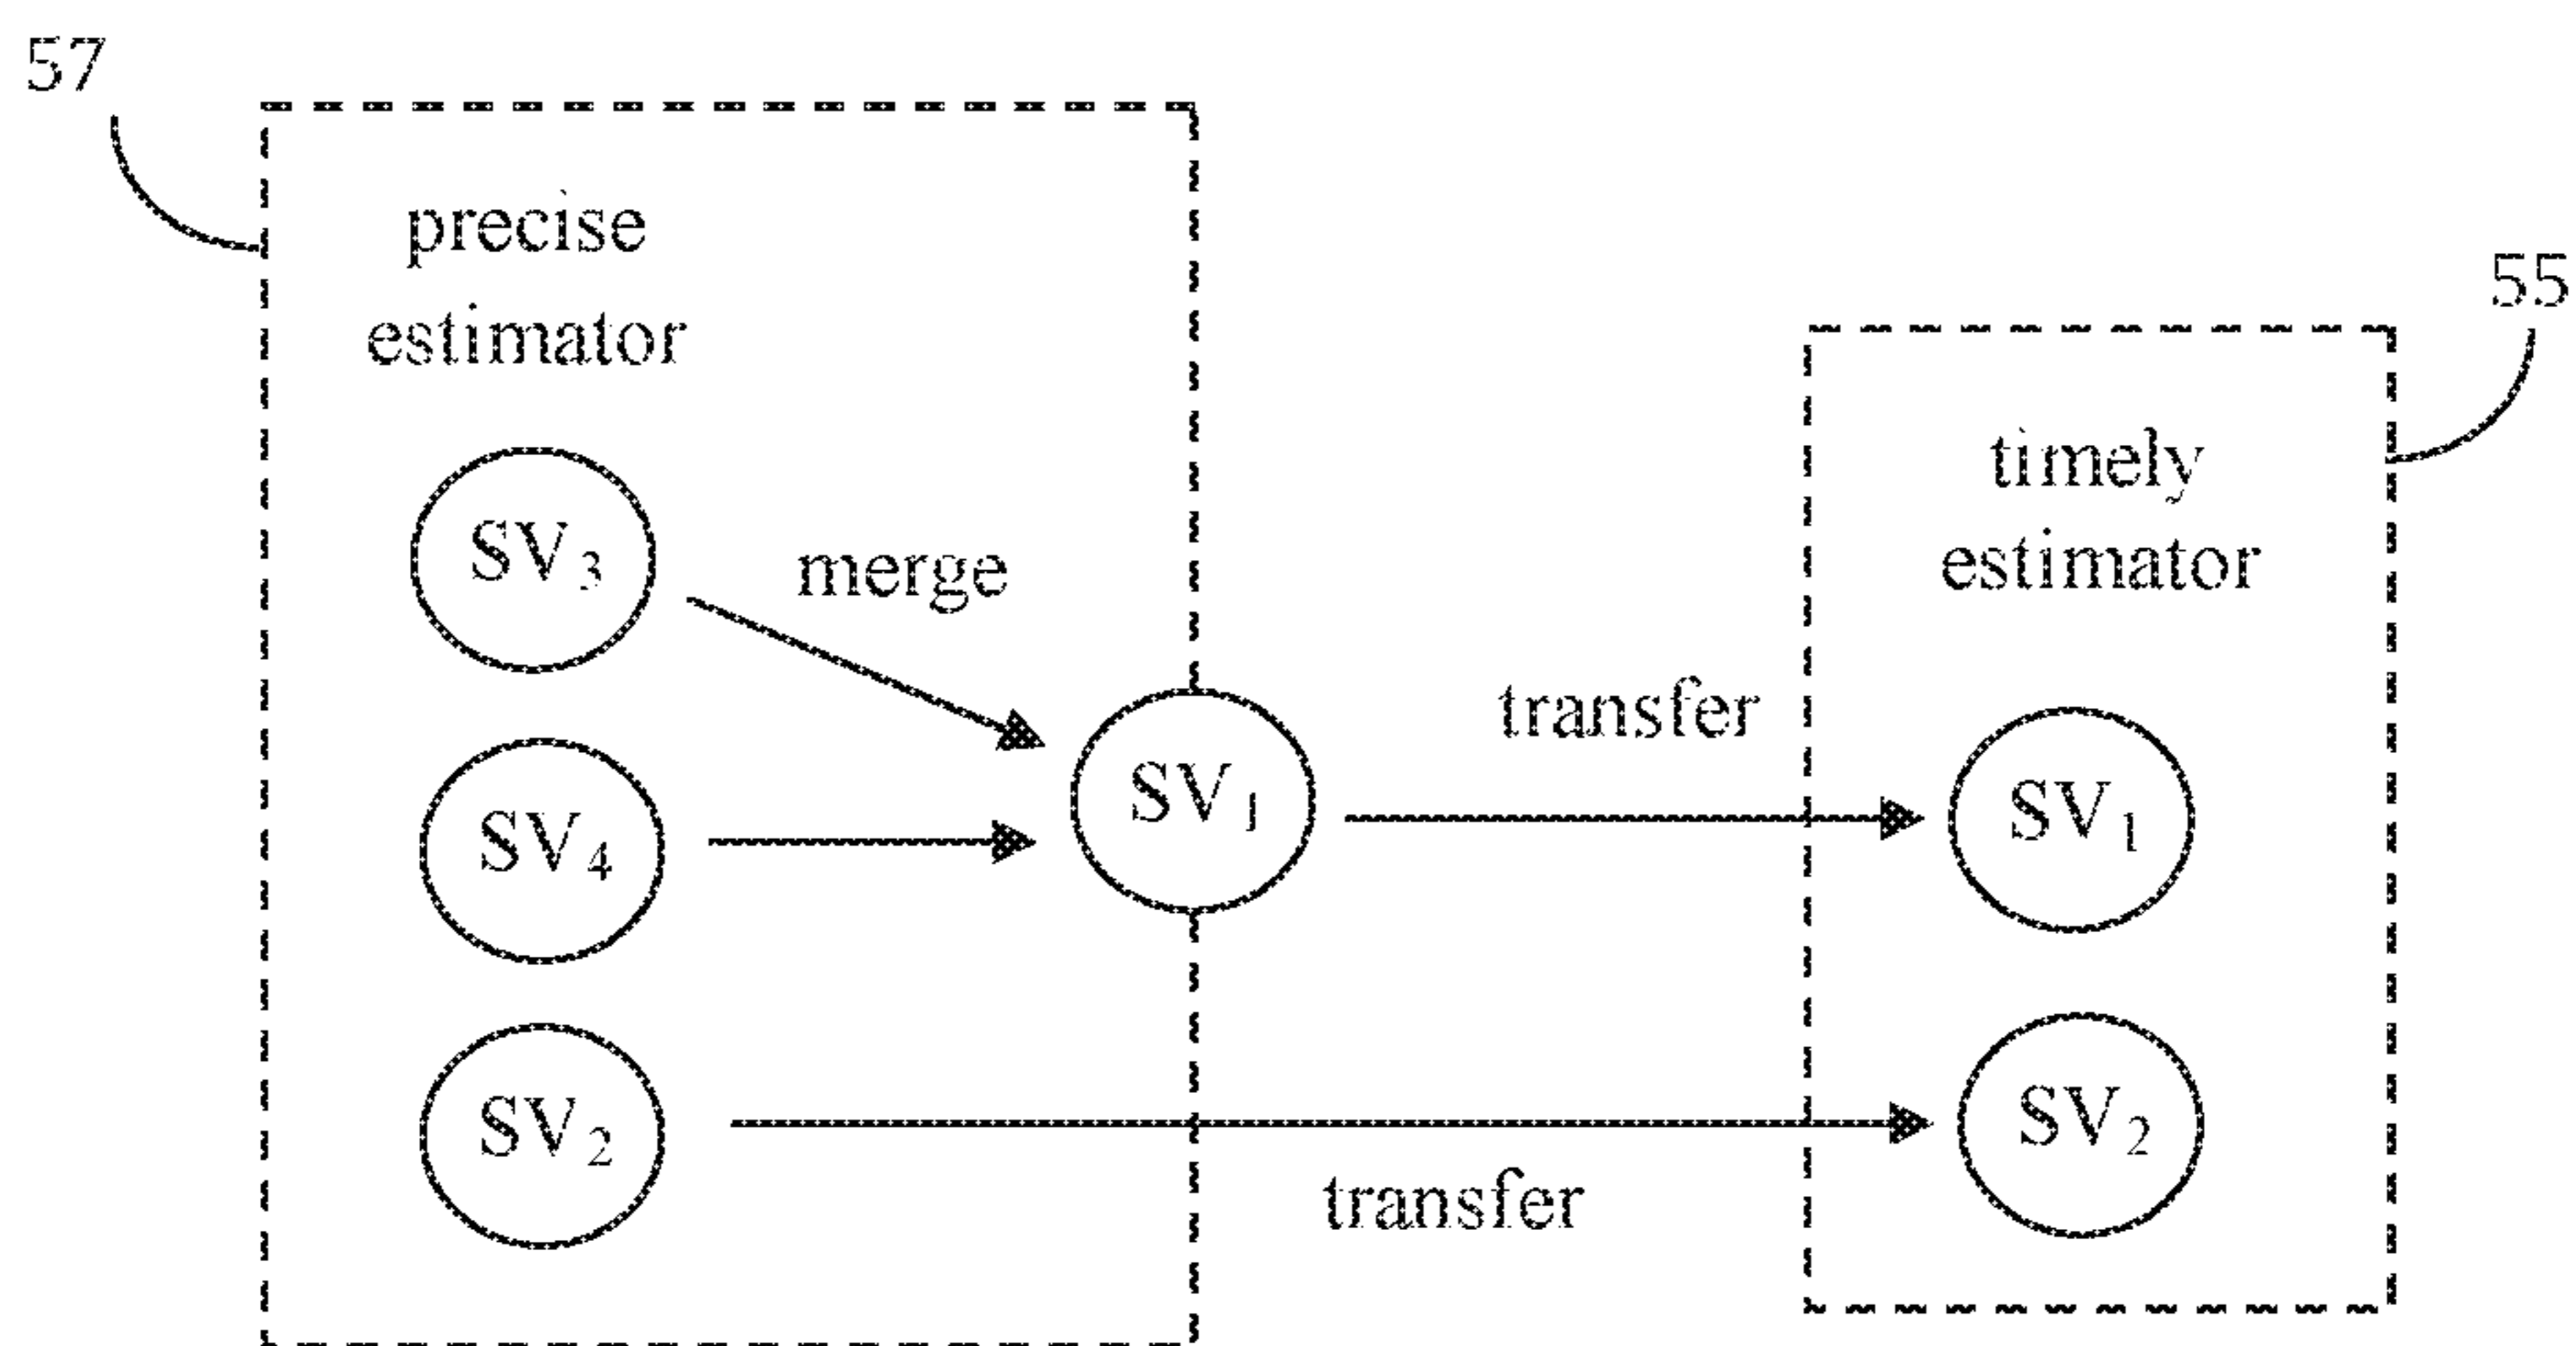 57
precise
estimator
55
timely
estimator
SV₃
merge
transfer
SV₄
SV₁
SV₁
SV₂
SV₂
transfer